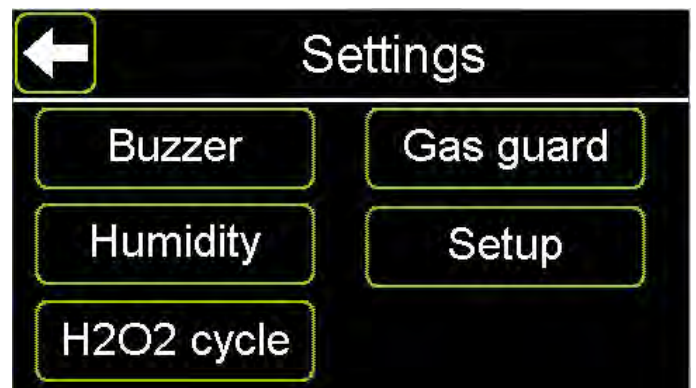 Settings
Buzzer
Gas guard
Humidity
Setup
H2O2 cycle